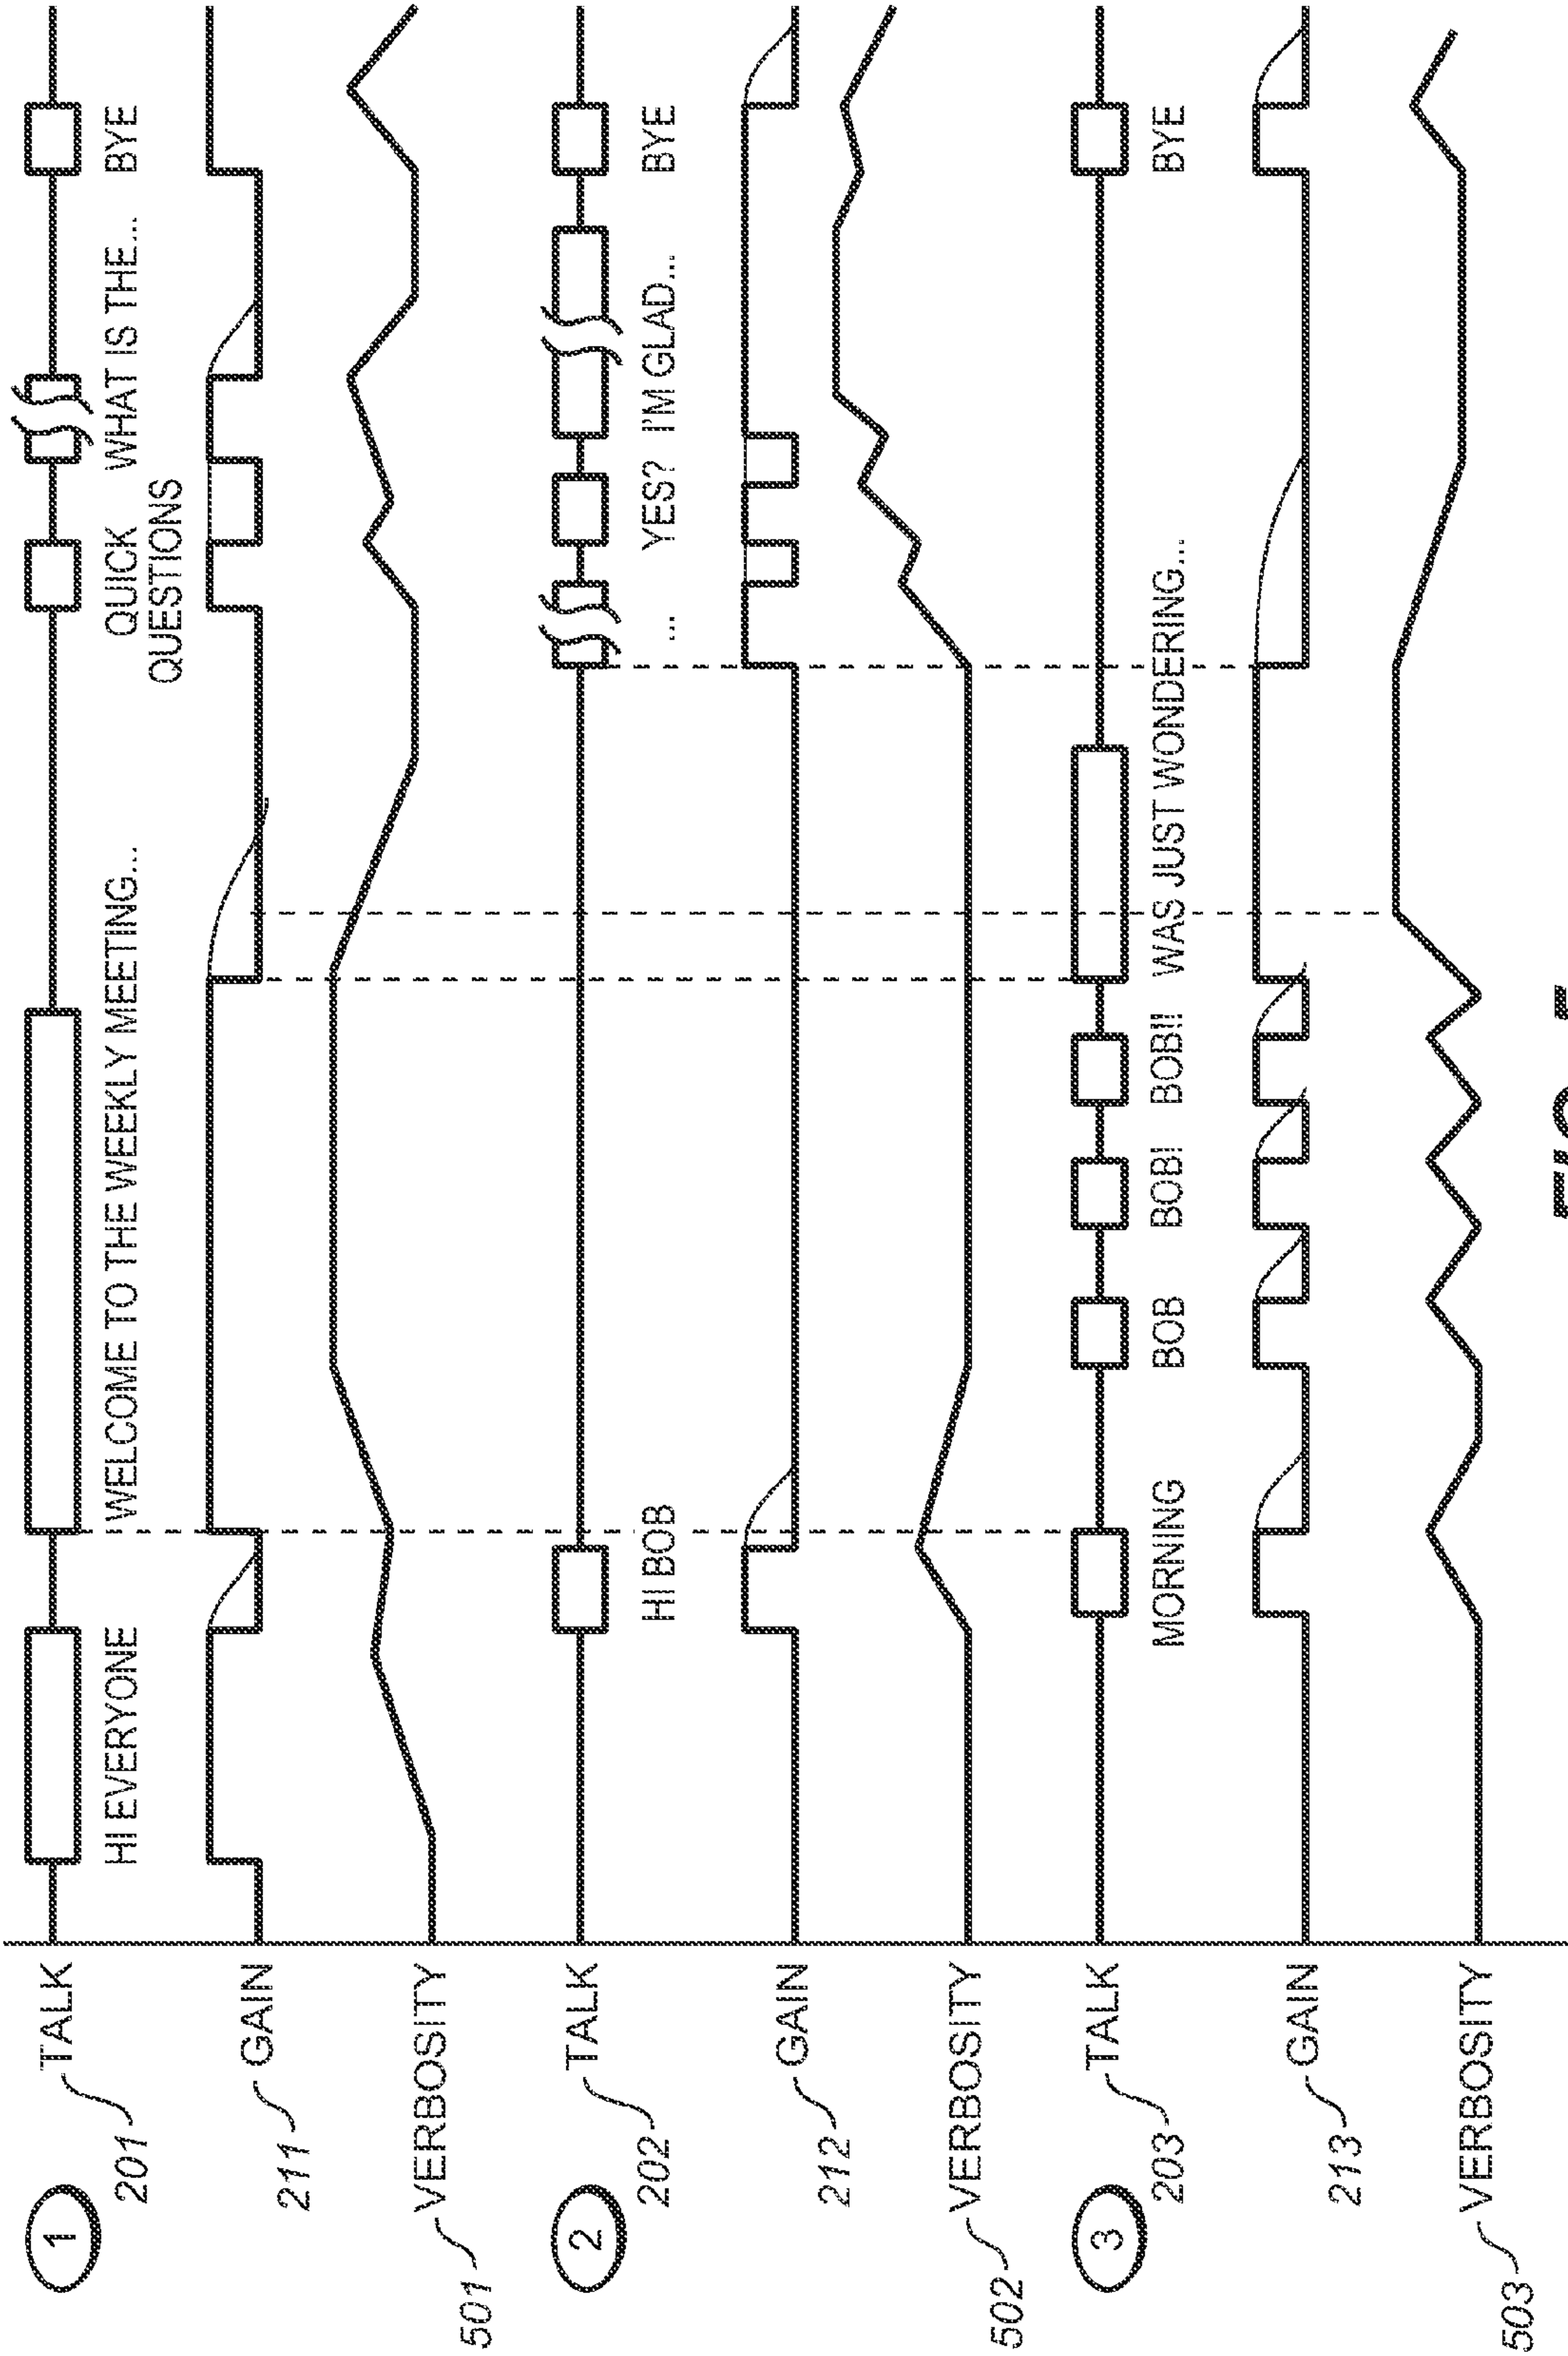 1
TALK
201
HI EVERYONE
WELCOME TO THE WEEKLY MEETING...
QUICK
QUESTIONS
WHAT IS THE...
BYE
GAIN
211
VERBOSITY
501
2
TALK
202
HI BOB
...
YES?
I'M GLAD...
BYE
GAIN
212
VERBOSITY
502
3
TALK
203
MORNING
BOB
BOB!
BOB!!
WAS JUST WONDERING...
BYE
GAIN
213
VERBOSITY
503